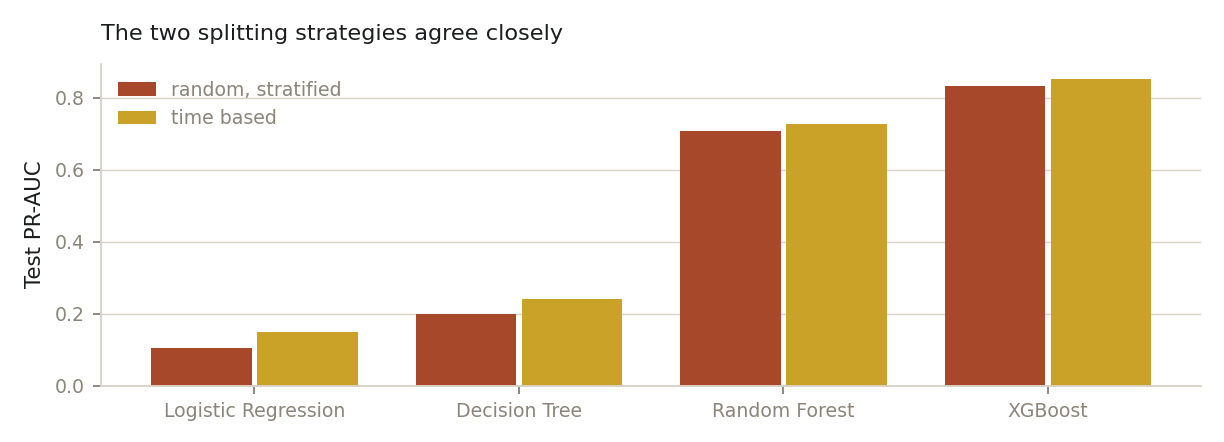 The two splitting strategies agree closely
random, stratified
time based
Test PR-AUC
0.8
0.6
0.4
0.2
0.0
Logistic Regression
Decision Tree
Random Forest
XGBoost